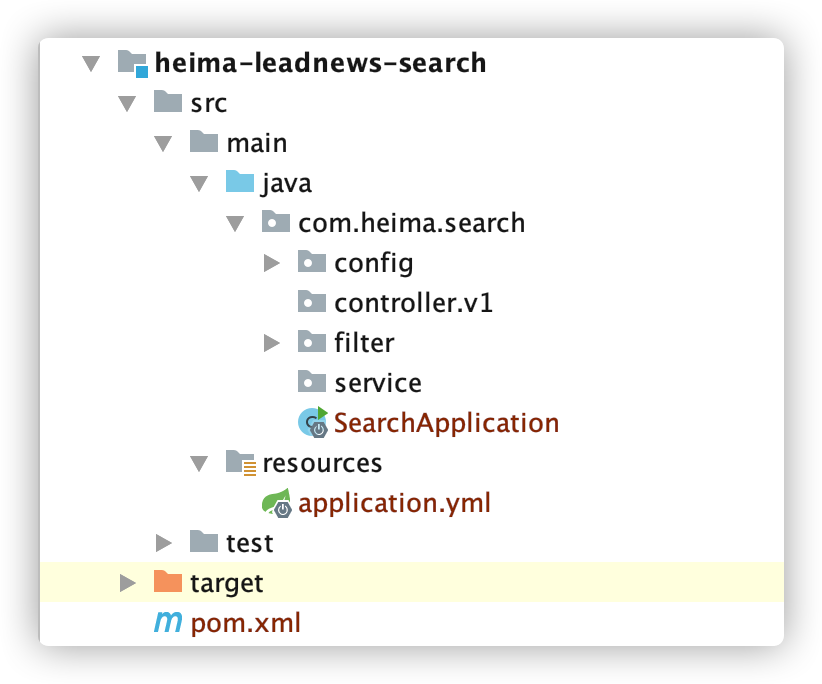 heima-leadnews-search
src
main
java
com.heima.search
config
controller.v1
filter
service
SearchApplication
resources
application.yml
test
target
pom.xml